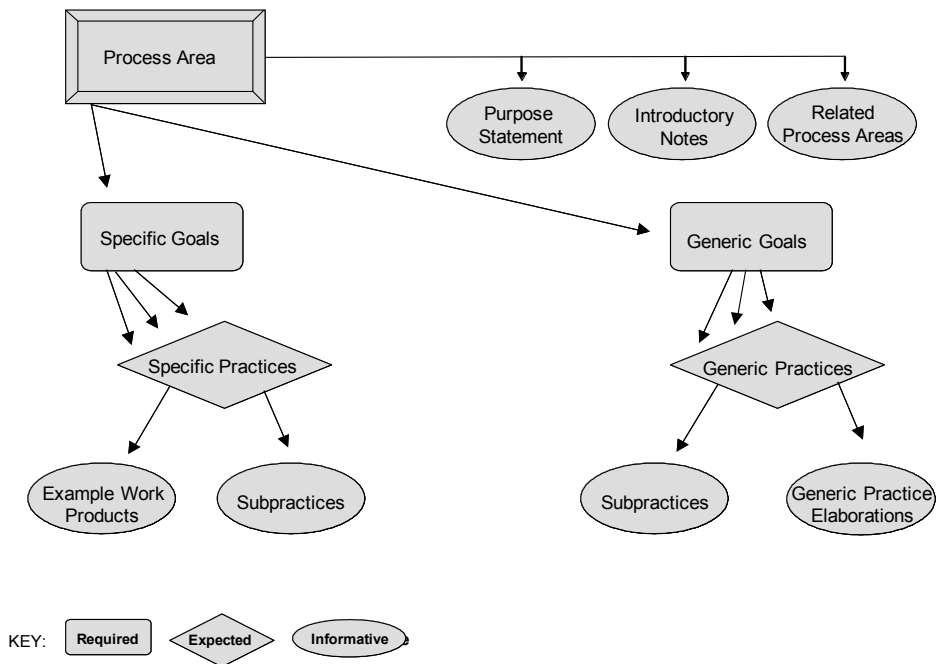 Process Area
Purpose
Statement
Introductory
Notes
Related
Process Areas
Specific Goals
Generic Goals
Specific Practices
Generic Practices
Example Work
Products
Subpractices
Subpractices
Generic Practice
Elaborations
KEY:
Required
Expected
Informative